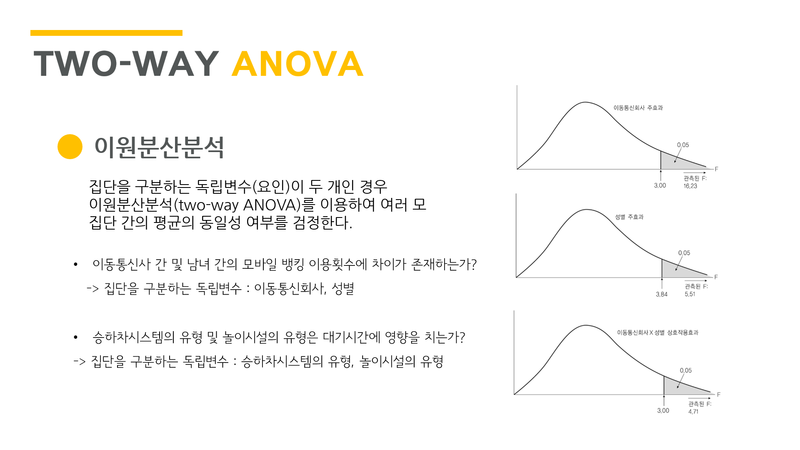 TWO-WAY ANOVA
이원분산분석
집단을 구분하는 독립변수(요인)이 두 개인 경우
이원분산분석(two-way ANOVA)를 이용하여 여러 모
집단 간의 평균의 동일성 여부를 검정한다.
• 이동통신사 간 및 남녀 간의 모바일 뱅킹 이용횟수에 차이가 존재하는가?
-> 집단을 구분하는 독립변수 : 이동통신회사, 성별
• 승하차시스템의 유형 및 놀이시설의 유형은 대기시간에 영향을 치는가?
-> 집단을 구분하는 독립변수 : 승하차시스템의 유형, 놀이시설의 유형
이동통신회사 주효과
0.05
F
3.00
관측된 F:
16.23
성별 주효과
0.05
F
3.84
관측된 F:
5.51
이동통신회사 X 성별 상호작용효과
0.05
F
3.00
관측된 F:
4.71